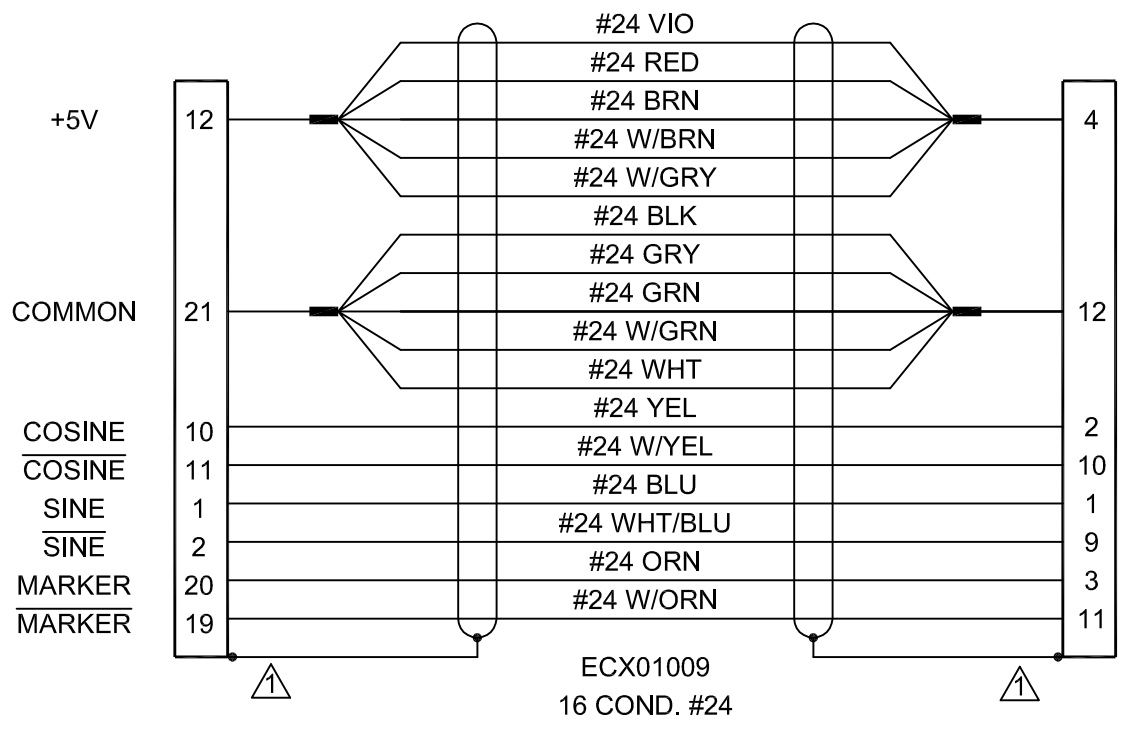 #24 VIO
#24 RED
#24 BRN
+5V 12 4
#24 W/BRN
#24 W/GRY
#24 BLK
#24 GRY
#24 GRN
COMMON 21 12
#24 W/GRN
#24 WHT
#24 YEL
COSINE 10 2
#24 W/YEL
COSINE 11 10
#24 BLU
SINE 1 1
#24 WHT/BLU
SINE 2 9
#24 ORN
MARKER 20 3
#24 W/ORN
MARKER 19 11
1 ECX01009 1
16 COND. #24